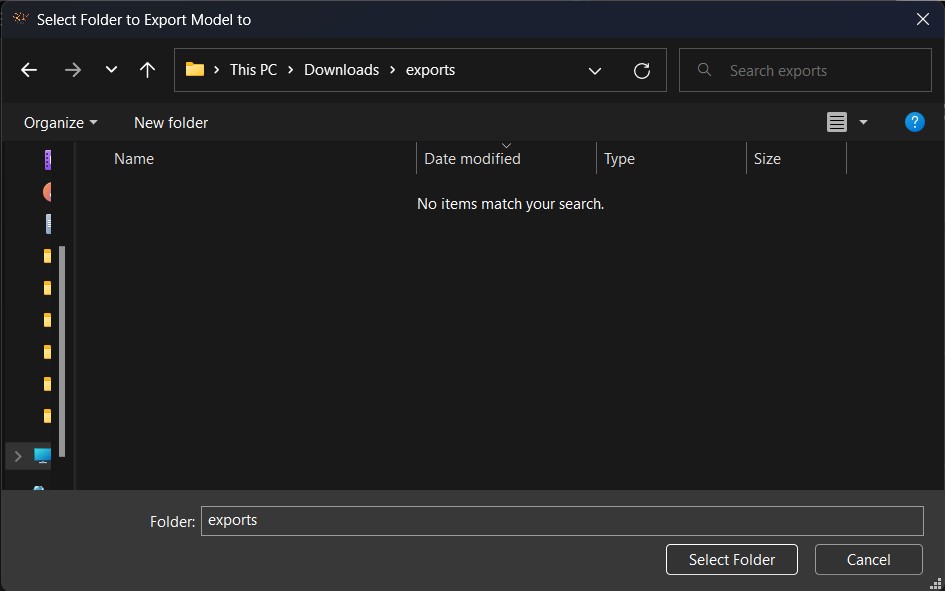 Select Folder to Export Model to
This PC > Downloads > exports
Search exports
Organize
New folder
?
Name
Date modified
Type
Size
No items match your search.
Folder:
exports
Select Folder
Cancel